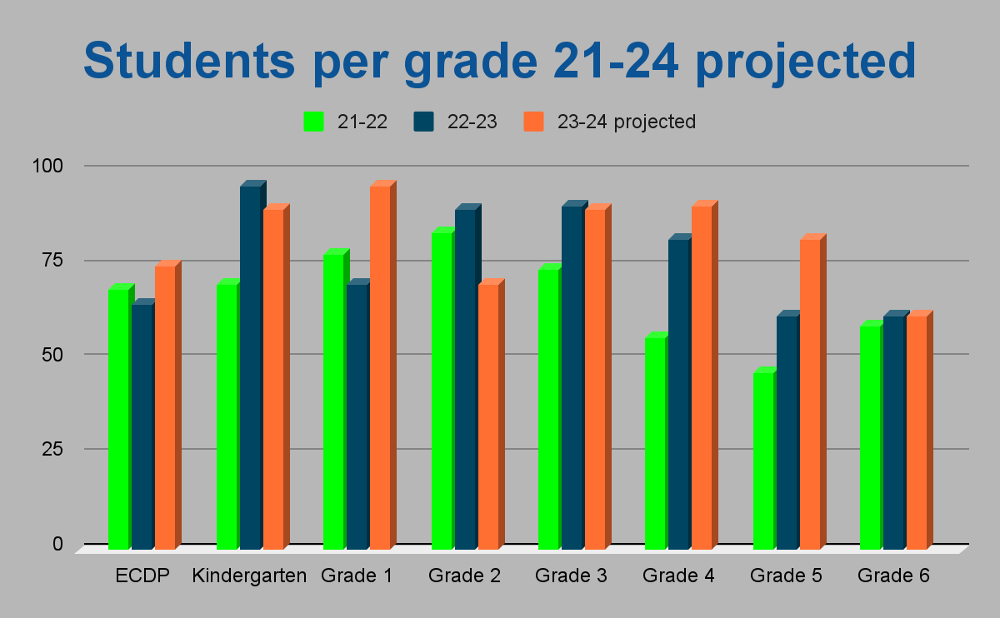 Students per grade 21-24 projected
21-22 22-23 23-24 projected
100
75
50
25
0
ECDP Kindergarten Grade 1 Grade 2 Grade 3 Grade 4 Grade 5 Grade 6